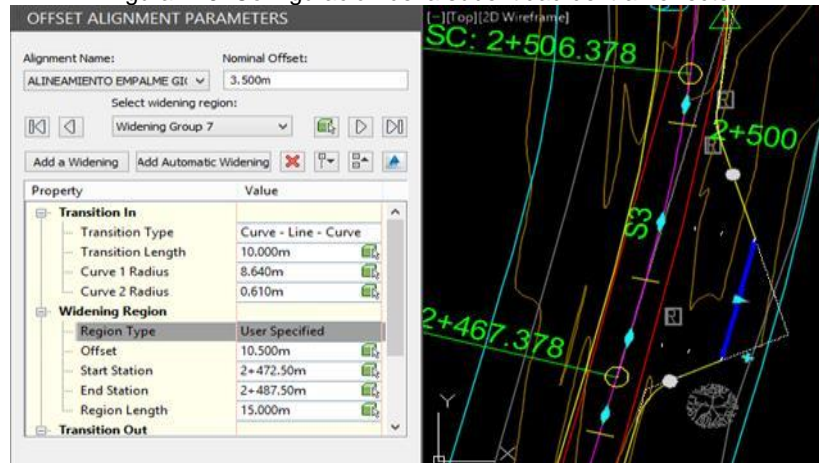 OFFSET ALIGNMENT PARAMETERS
Alignment Name:
Nominal Offset:
ALINEAMIENTO EMPALME GI(
3.500m
Select widening region:
Widening Group 7
Add a Widening
Add Automatic Widening
Property
Value
Transition In
Transition Type
Curve - Line - Curve
Transition Length
10.000m
Curve 1 Radius
8.640m
Curve 2 Radius
0.610m
Widening Region
Region Type
User Specified
Offset
10.500m
Start Station
2+472.50m
End Station
2+487.50m
Region Length
15.000m
Transition Out
[-][Top][2D Wireframe]
SC: 2+506.378
2+500
S3
2+467.378
Y
X